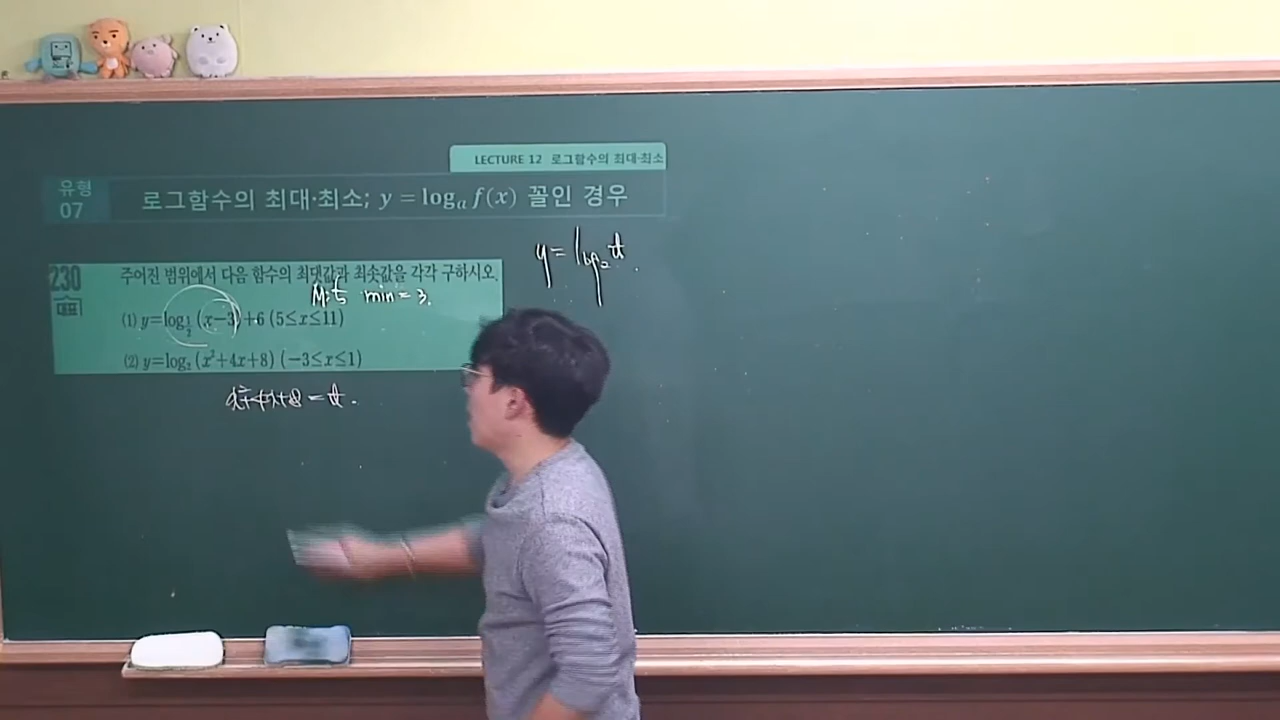 LECTURE 12 로그함수의 최대·최소
유형 07
로그함수의 최대·최소; y = logₐ f(x) 꼴인 경우
y = log₂ t.
230 대표
주어진 범위에서 다음 함수의 최댓값과 최솟값을 각각 구하시오.
M: 5 min = 3.
(1) y=log_{1/2} (x−3)+6 (5≤x≤11)
(2) y=log₂ (x²+4x+8) (−3≤x≤1)
x²+4x+8 = t.